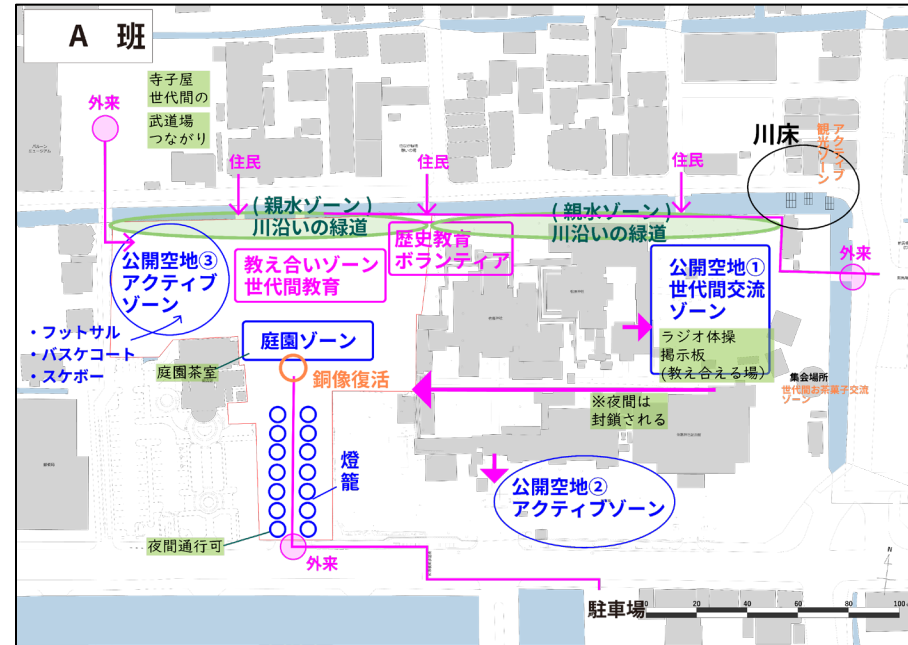 A 班
寺子屋
世代間の
武道場
つながり
外来
住民
住民
住民
川床
アクティブ
観光ゾーン
(親水ゾーン)
川沿いの緑道
(親水ゾーン)
川沿いの緑道
歴史教育
ボランティア
外来
公開空地③
アクティブ
ゾーン
教え合いゾーン
世代間教育
公開空地①
世代間交流
ゾーン
・フットサル
・バスケコート
・スケボー
庭園ゾーン
ラジオ体操
掲示板
(教え合える場)
庭園茶室
銅像復活
集会場所
世代間お茶菓子交流
ゾーン
※夜間は
封鎖される
燈籠
公開空地②
アクティブゾーン
夜間通行可
外来
N
駐車場
0 20 40 60 80 100